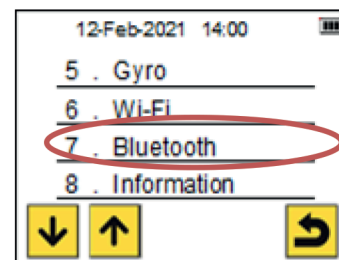 12-Feb-2021 14:00
5 . Gyro
6 . Wi-Fi
7 . Bluetooth
8 . Information